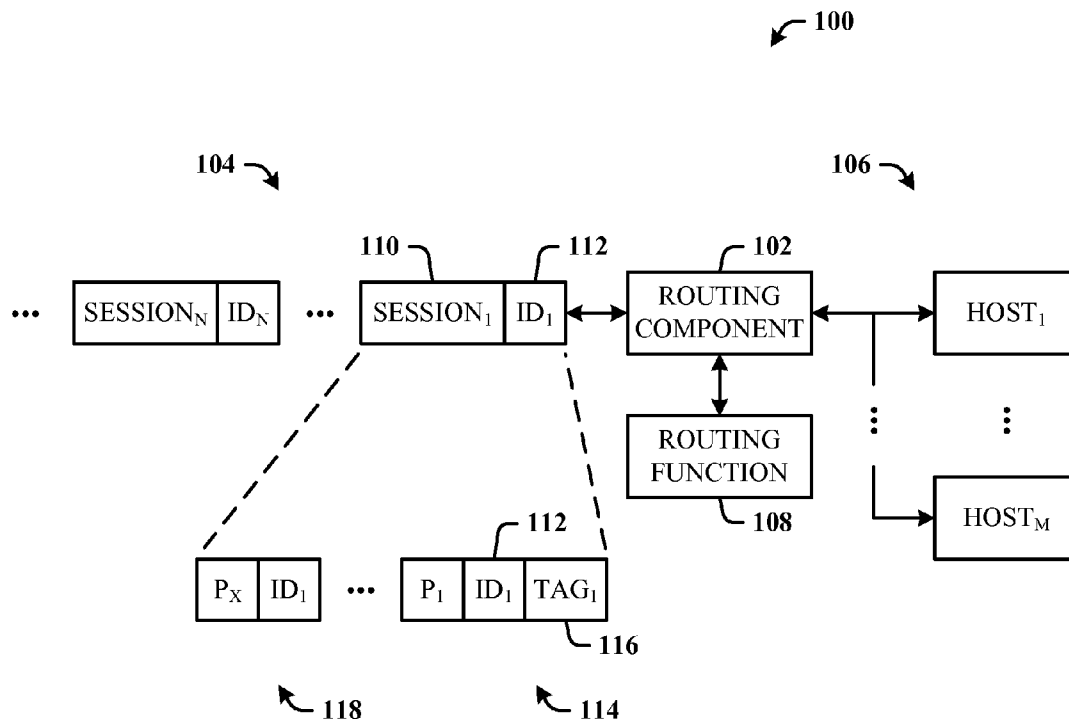 100
104
106
110
112
102
... SESSION_N ID_N ... SESSION_1 ID_1
ROUTING
COMPONENT
HOST_1
ROUTING
FUNCTION
108
HOST_M
112
P_X ID_1 ... P_1 ID_1 TAG_1
116
118
114